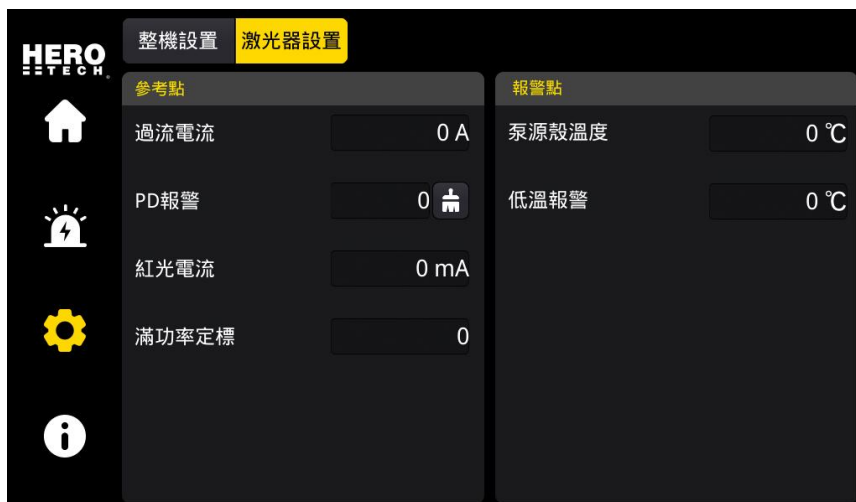 HERO
TECH
整機設置
激光器設置
參考點
過流電流 0 A
PD報警 0
紅光電流 0 mA
滿功率定標 0
報警點
泵源殼溫度 0 ℃
低溫報警 0 ℃